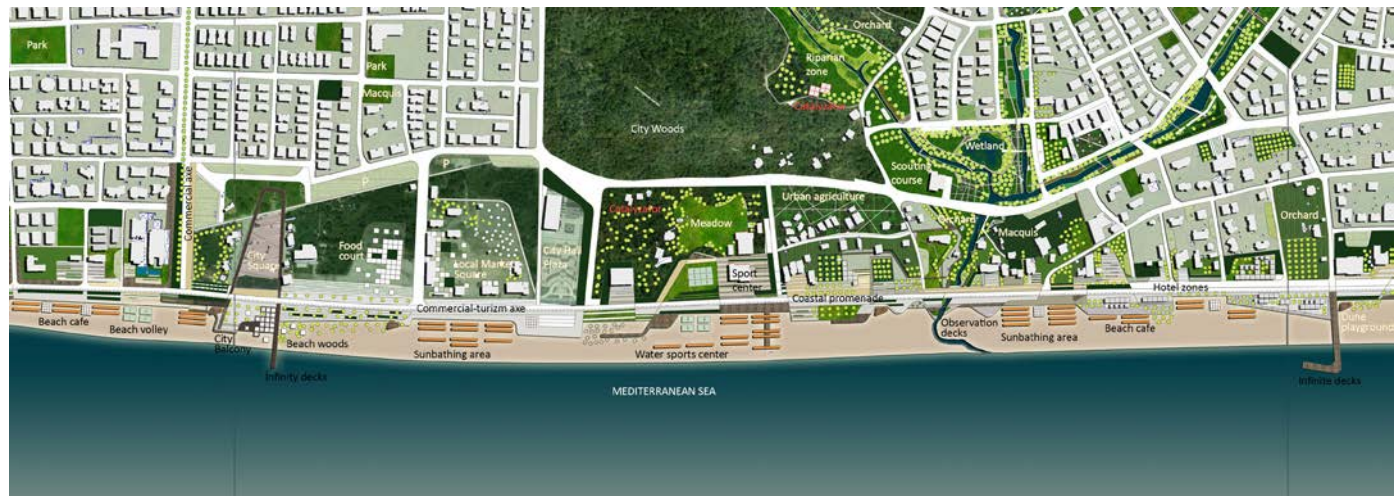 Orchard
Park
Park
Riparian
zone
Macquis
City Woods
Wetland
Scouting
course
P
P
Commercial axe
Urban agriculture
Orchard
Orchard
Meadow
Macquis
Food
court
City
Square
Local Market
Square
Plaza
Sport
center
Hotel zones
Coastal promenade
Commercial-turizm axe
Beach cafe
Beach volley
City
Balcony
Beach woods
Sunbathing area
Water sports center
Observation
decks
Sunbathing area
Beach cafe
Dune
playground
Infinity decks
Infinite decks
MEDITERRANEAN SEA